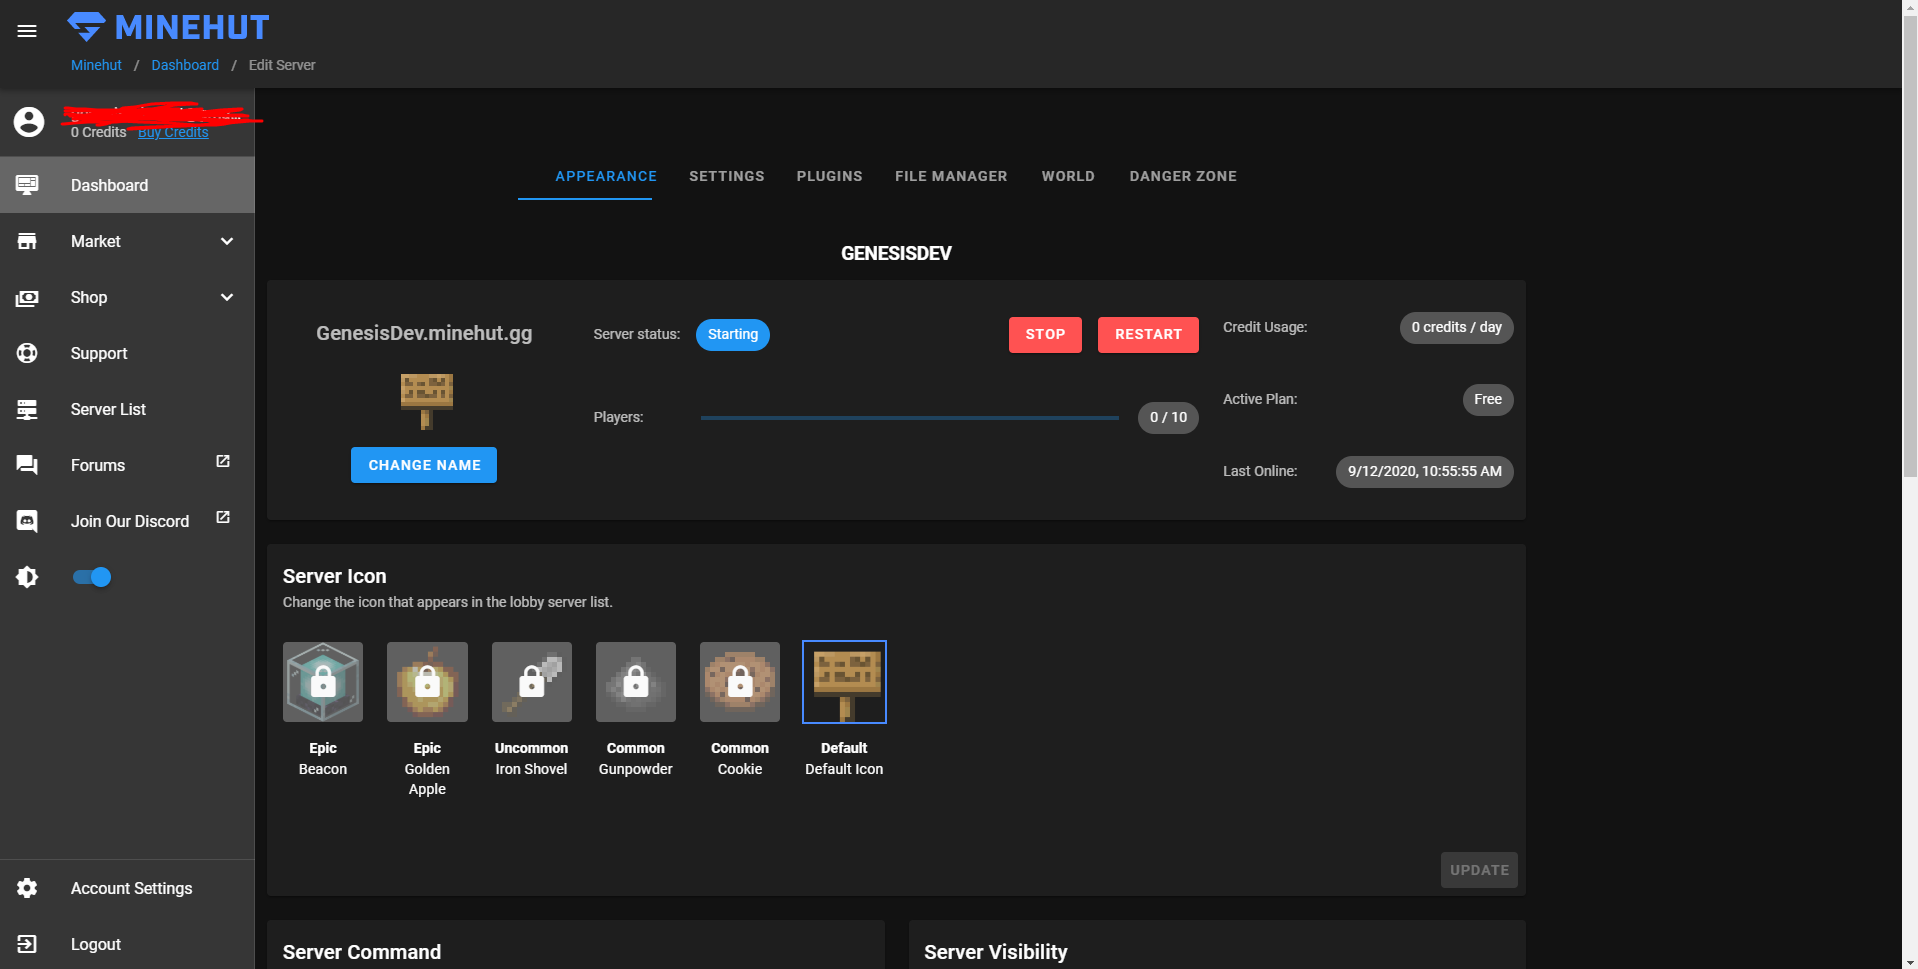 MINEHUT
Minehut / Dashboard / Edit Server
0 Credits Buy Credits
Dashboard
Market
Shop
Support
Server List
Forums
Join Our Discord
Account Settings
Logout
APPEARANCE SETTINGS PLUGINS FILE MANAGER WORLD DANGER ZONE
GENESISDEV
GenesisDev.minehut.gg
CHANGE NAME
Server status: Starting
STOP RESTART
Players: 0 / 10
Credit Usage: 0 credits / day
Active Plan: Free
Last Online: 9/12/2020, 10:55:55 AM
Server Icon
Change the icon that appears in the lobby server list.
Epic
Beacon
Epic
Golden
Apple
Uncommon
Iron Shovel
Common
Gunpowder
Common
Cookie
Default
Default Icon
UPDATE
Server Command
Server Visibility